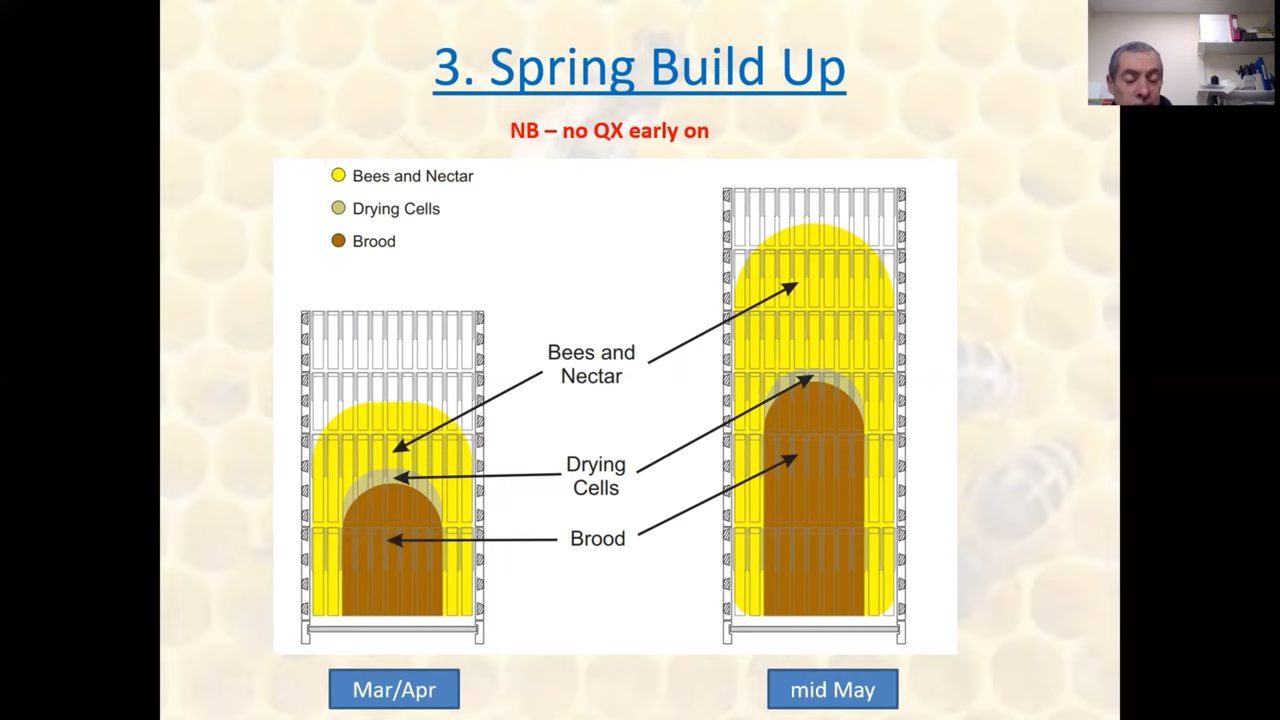 3. Spring Build Up
NB – no QX early on
Bees and Nectar
Drying Cells
Brood
Bees and
Nectar
Drying
Cells
Brood
Mar/Apr
mid May